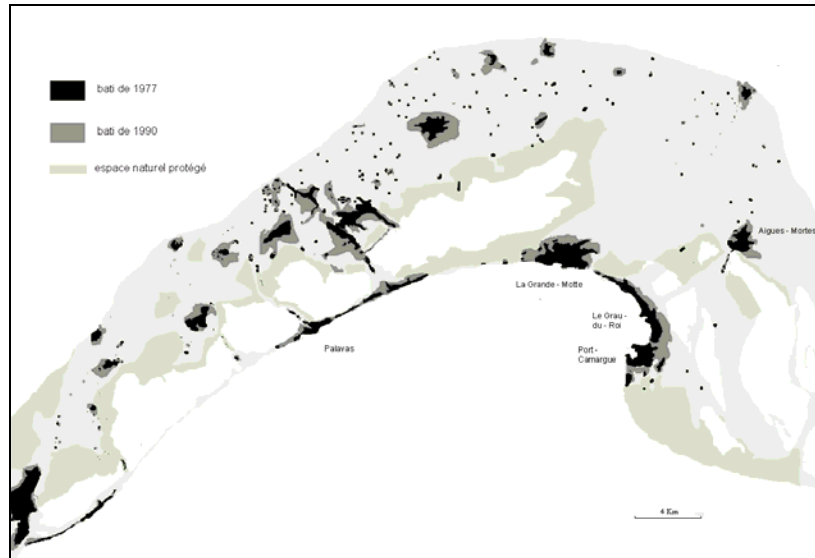 bati de 1977
bati de 1990
espace naturel protégé
Aigues - Mortes
La Grande - Motte
Le Grau -
du - Roi
Port -
Camargue
Palavas
4 Km